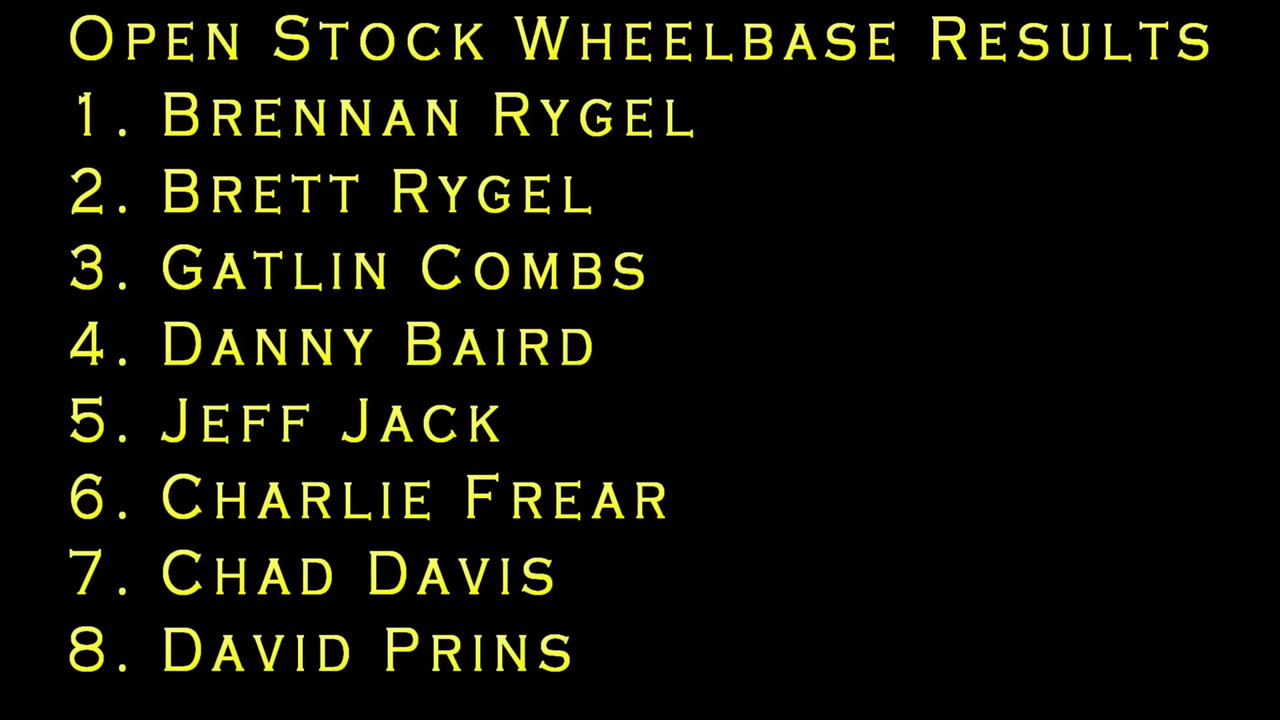 Open Stock Wheelbase Results
1. Brennan Rygel
2. Brett Rygel
3. Gatlin Combs
4. Danny Baird
5. Jeff Jack
6. Charlie Frear
7. Chad Davis
8. David Prins